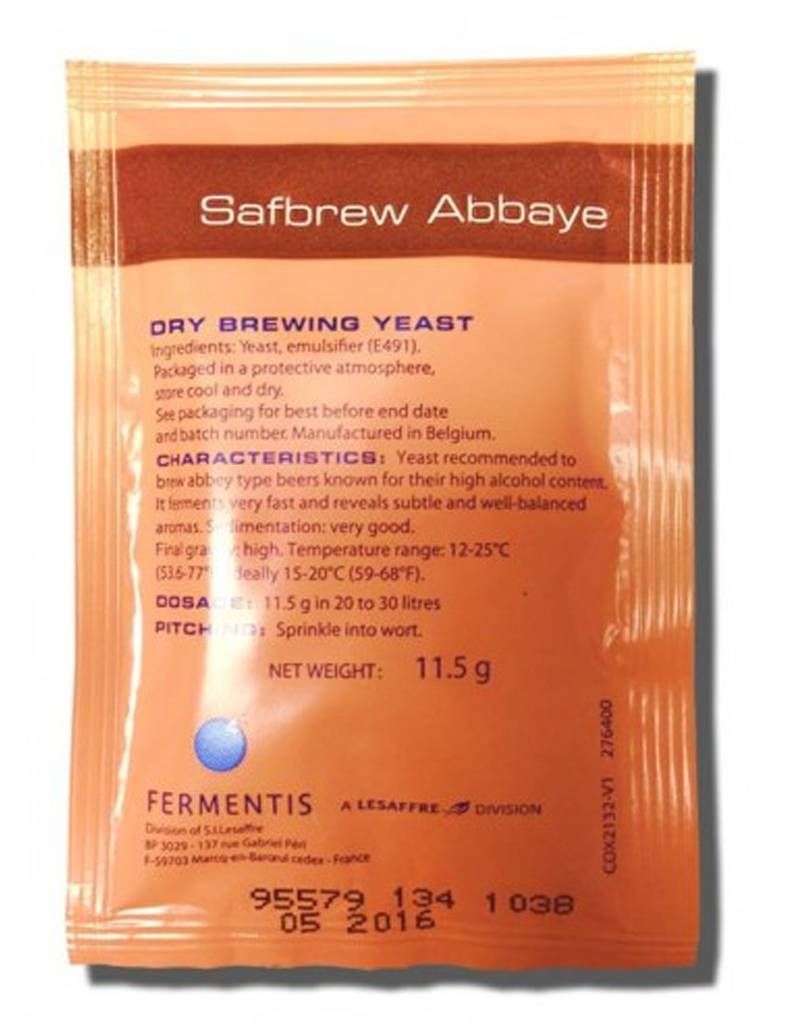 Safbrew Abbaye
DRY BREWING YEAST
Ingredients: Yeast, emulsifier (E491).
Packaged in a protective atmosphere,
store cool and dry.
See packaging for best before end date
and batch number. Manufactured in Belgium.
CHARACTERISTICS: Yeast recommended to
brew abbey type beers known for their high alcohol content.
It ferments very fast and reveals subtle and well-balanced
aromas. Sedimentation: very good.
Final gravity: high. Temperature range: 12-25°C
(53.6-77° ideally 15-20°C (59-68°F).
DOSAGE: 11.5 g in 20 to 30 litres
PITCHING: Sprinkle into wort.
NET WEIGHT: 11.5 g
FERMENTIS A LESAFFRE DIVISION
Division of S.I.Lesaffre
BP 3029 - 137 rue Gabriel Péri
F-59703 Marcq-en-Barœul cedex - France
COX2132-V1 276400
95579 134 1038
05 2016